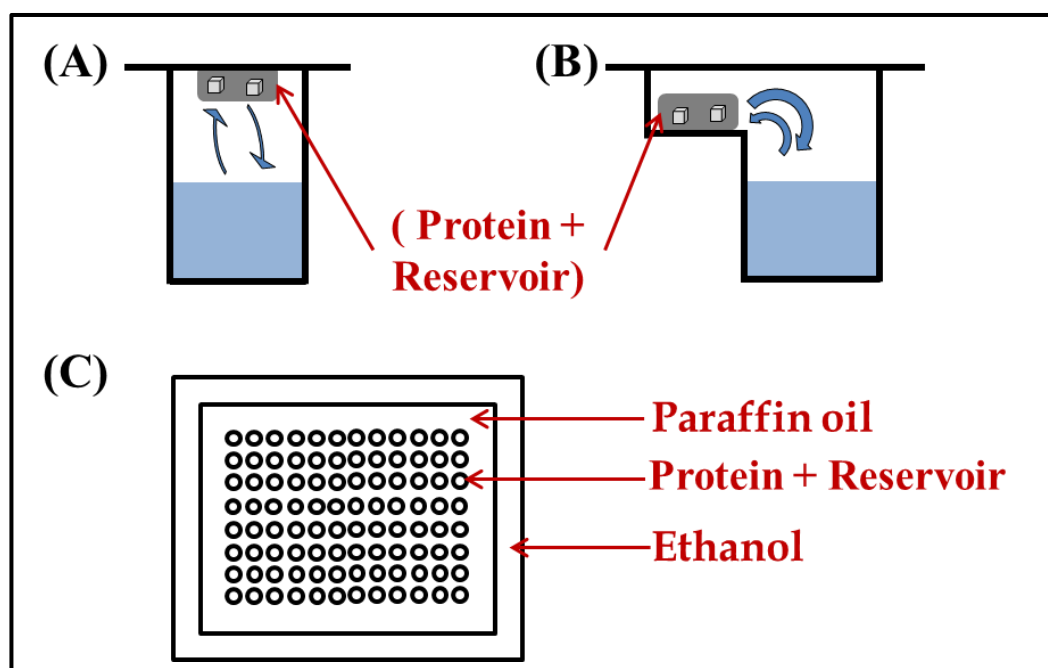 (A)
(B)
( Protein +
Reservoir)
(C)
Paraffin oil
Protein + Reservoir
Ethanol